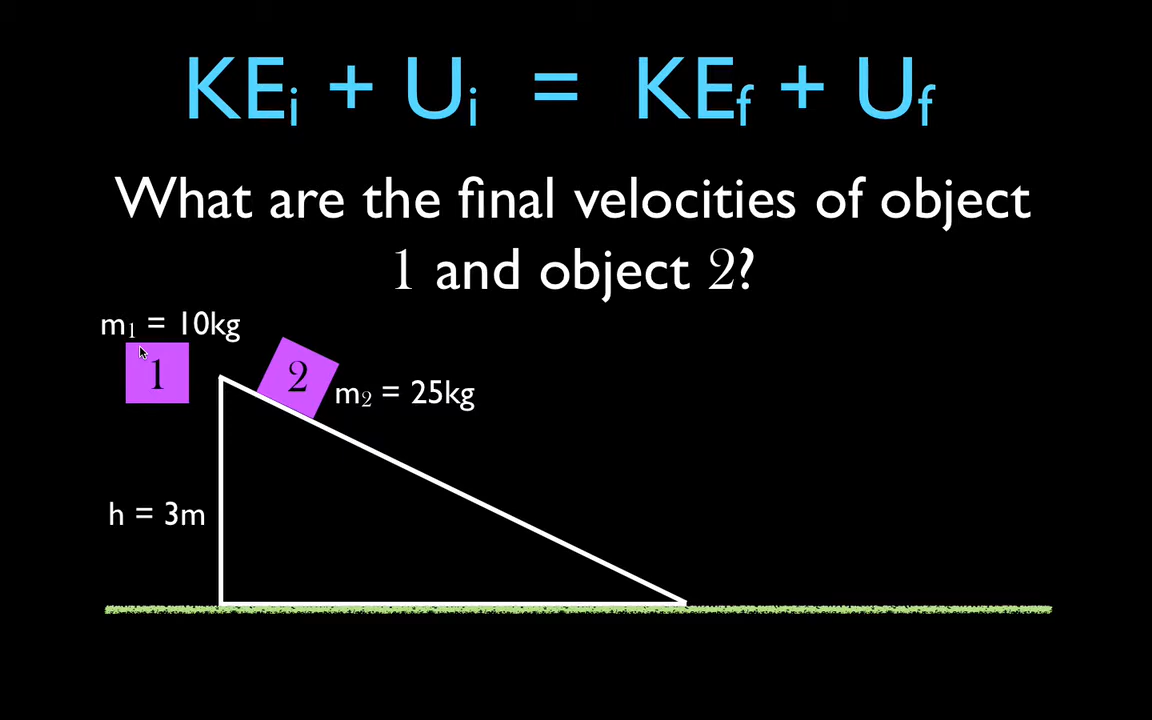 KEi + Ui = KEf + Uf
What are the final velocities of object
1 and object 2?
m1 = 10kg
1
2
m2 = 25kg
h = 3m